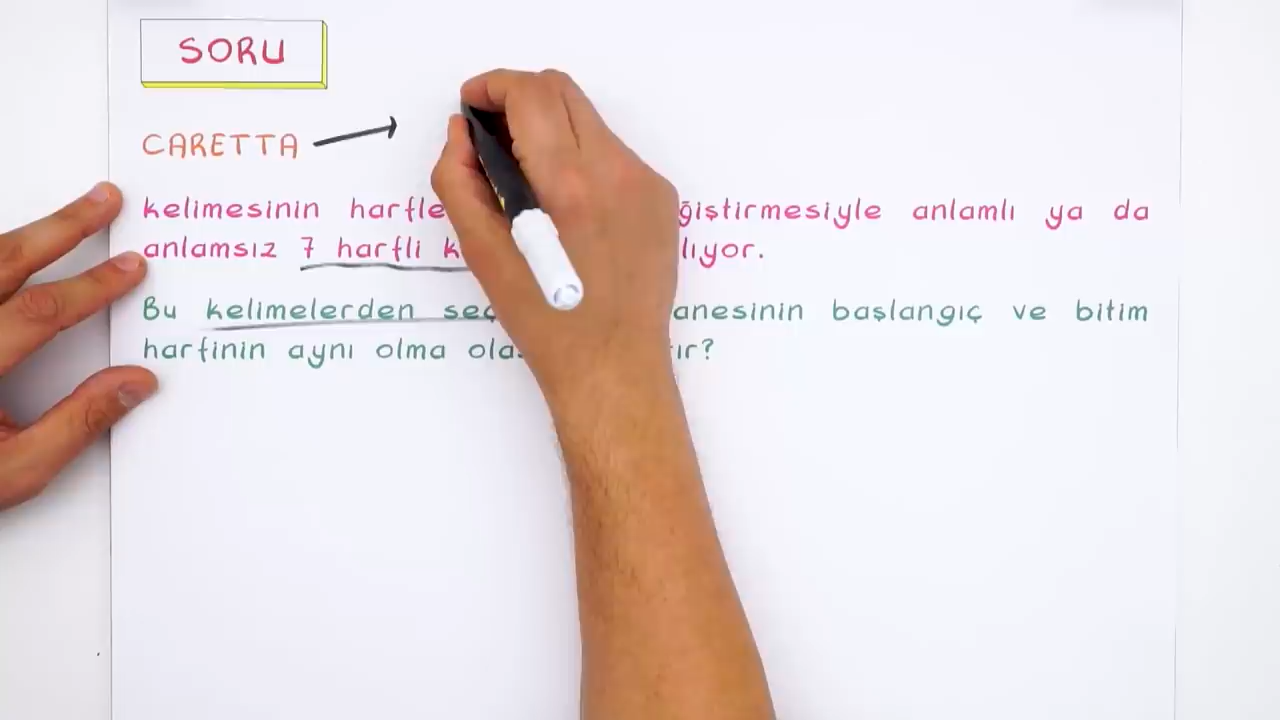 SORU
CARETTA
kelimesinin harfle ğiştirmesiyle anlamlı ya da
anlamsız 7 harfli k lıyor.
Bu kelimelerden seç anesinin başlangıç ve bitim
harfinin aynı olma ola ır?